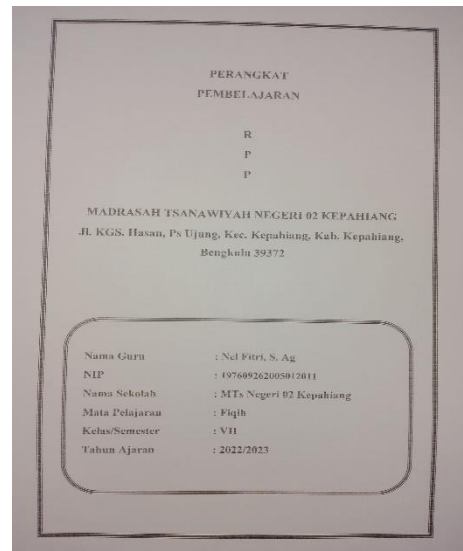 PERANGKAT
PEMBELAJARAN
R
P
P
MADRASAH TSANAWIYAH NEGERI 02 KEPAHIANG
Jl. KGS. Hasan, Ps Ujung, Kec. Kepahiang, Kab. Kepahiang,
Bengkulu 39372
Nama Guru : Nel Fitri, S. Ag
NIP : 197609262005012011
Nama Sekolah : MTs Negeri 02 Kepahiang
Mata Pelajaran : Fiqih
Kelas/Semester : VII
Tahun Ajaran : 2022/2023